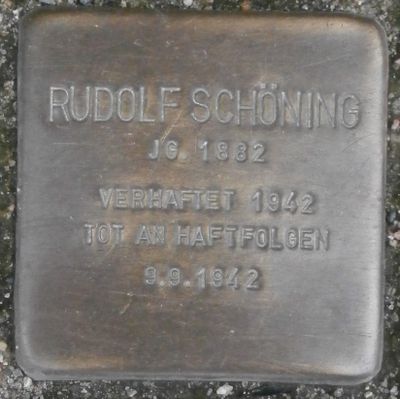 RUDOLF SCHÖNING
JG. 1882
VERHAFTET 1942
TOT AN HAFTFOLGEN
9.9.1942